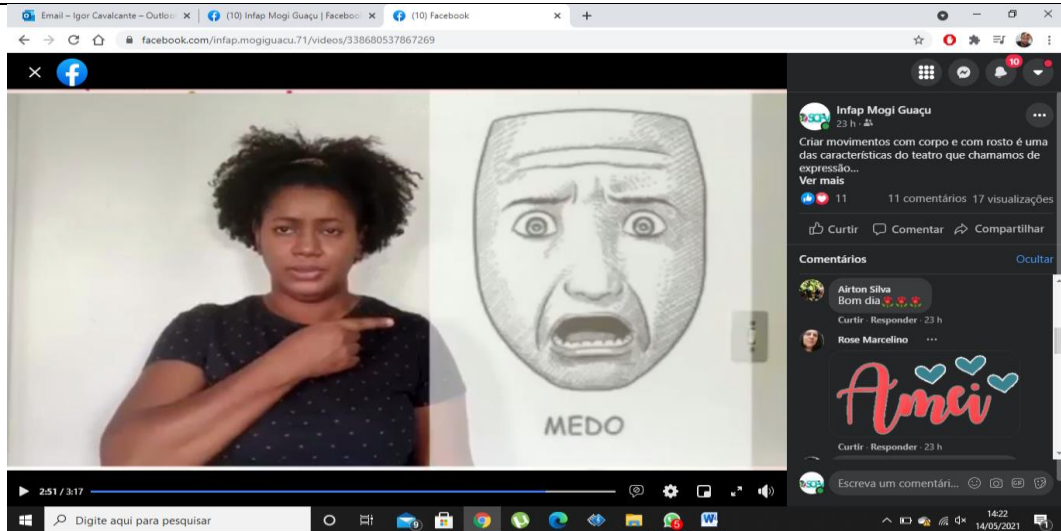 Email – Igor Cavalcante – Outloo
(10) Infap Mogi Guaçu | Faceboo
(10) Facebook
facebook.com/infap.mogiguacu.71/videos/338680537867269
10
Infap Mogi Guaçu
23 h
Criar movimentos com corpo e com rosto é uma
das características do teatro que chamamos de
expressão...
Ver mais
11
11 comentários 17 visualizações
Curtir
Comentar
Compartilhar
Comentários
Ocultar
Airton Silva
Bom dia
Curtir · Responder · 23 h
Rose Marcelino
Amei
Curtir · Responder · 23 h
Escreva um comentári...
GIF
MEDO
2:51 / 3:17
Digite aqui para pesquisar
14:22
14/05/2021